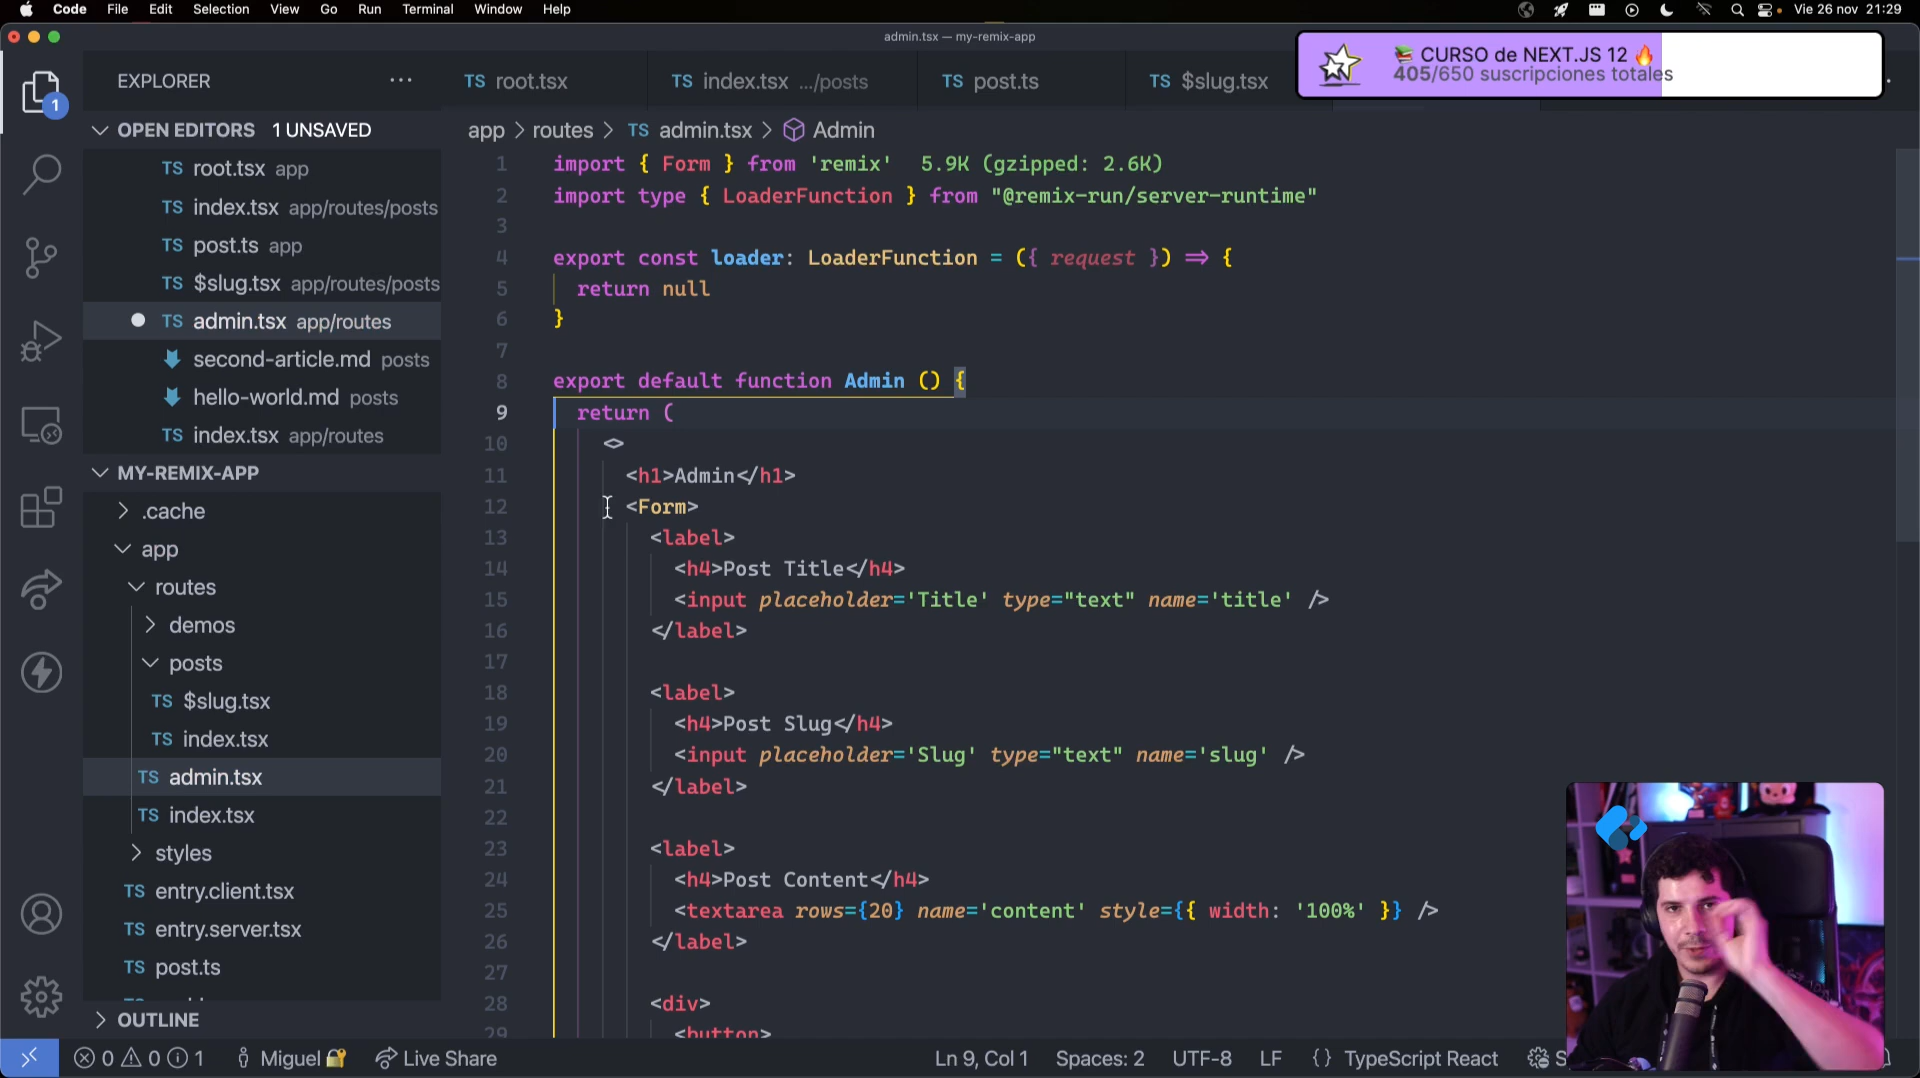 Code File Edit Selection View Go Run Terminal Window Help
Vie 26 nov 21:29
admin.tsx — my-remix-app
📚 CURSO de NEXT.JS 12 🔥
405/650 suscripciones totales
EXPLORER ···
TS root.tsx
TS index.tsx .../posts
TS post.ts
TS $slug.tsx
1
OPEN EDITORS 1 UNSAVED
TS root.tsx app
TS index.tsx app/routes/posts
TS post.ts app
TS $slug.tsx app/routes/posts
TS admin.tsx app/routes
second-article.md posts
hello-world.md posts
TS index.tsx app/routes
MY-REMIX-APP
.cache
app
routes
demos
posts
TS $slug.tsx
TS index.tsx
TS admin.tsx
TS index.tsx
styles
TS entry.client.tsx
TS entry.server.tsx
TS post.ts
OUTLINE
app > routes > TS admin.tsx > Admin
1 import { Form } from 'remix' 5.9K (gzipped: 2.6K)
2 import type { LoaderFunction } from "@remix-run/server-runtime"
3
4 export const loader: LoaderFunction = ({ request }) => {
5 return null
6 }
7
8 export default function Admin () {
9 return (
10 <>
11 <h1>Admin</h1>
12 <Form>
13 <label>
14 <h4>Post Title</h4>
15 <input placeholder='Title' type="text" name='title' />
16 </label>
17
18 <label>
19 <h4>Post Slug</h4>
20 <input placeholder='Slug' type="text" name='slug' />
21 </label>
22
23 <label>
24 <h4>Post Content</h4>
25 <textarea rows={20} name='content' style={{ width: '100%' }} />
26 </label>
27
28 <div>
29 <button>
0 0 1 Miguel 🔐 Live Share
Ln 9, Col 1 Spaces: 2 UTF-8 LF {} TypeScript React